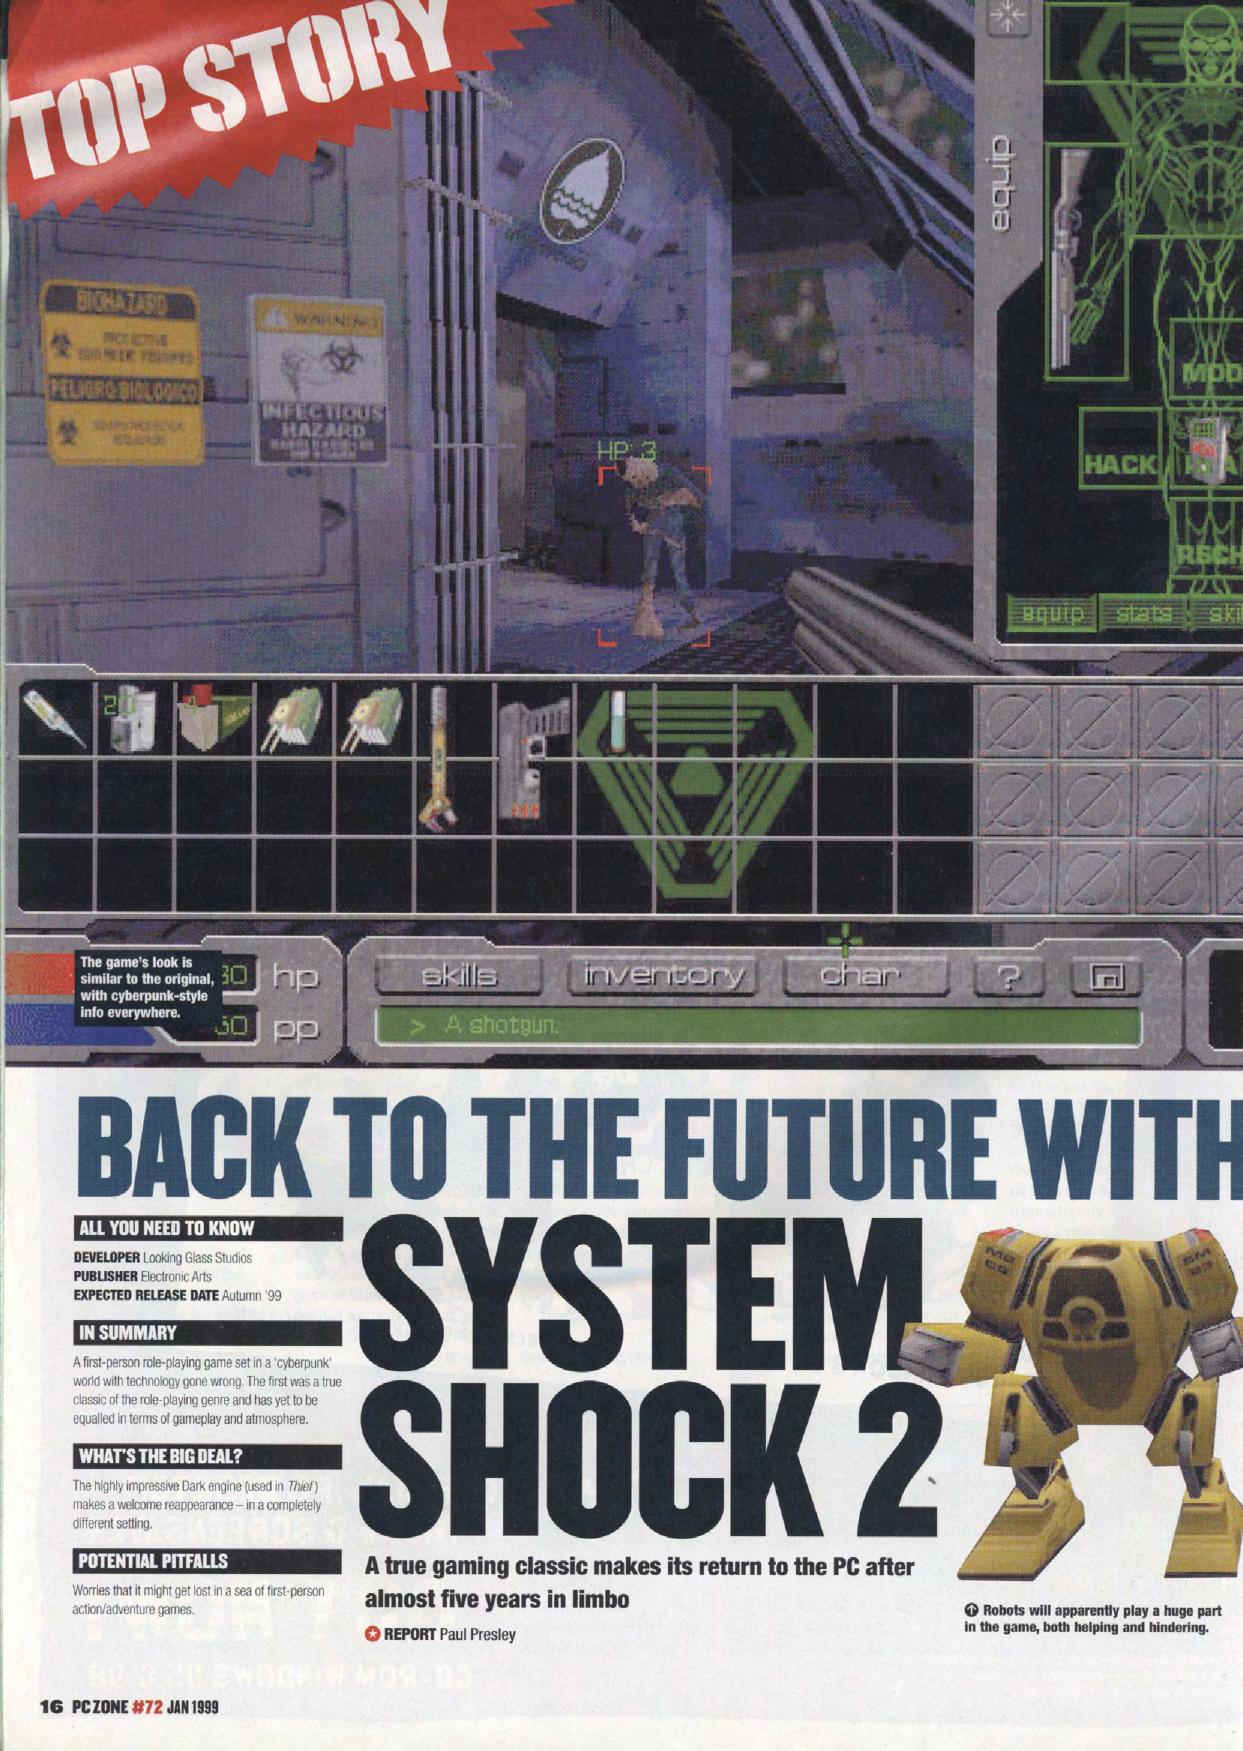 TOP STORY
equip
BIOHAZARD
PELIGRO BIOLOGICO
WARNING
INFECTIOUS
HAZARD
HP: 3
MOD
HACK
RSCH
equip stats skil
20
4
The game's look is
similar to the original,
with cyberpunk-style
info everywhere.
30 hp
pp
skills inventory char ?
> A shotgun.
BACK TO THE FUTURE WITH
SYSTEM
SHOCK 2
ALL YOU NEED TO KNOW
DEVELOPER Looking Glass Studios
PUBLISHER Electronic Arts
EXPECTED RELEASE DATE Autumn '99
IN SUMMARY
A first-person role-playing game set in a 'cyberpunk'
world with technology gone wrong. The first was a true
classic of the role-playing genre and has yet to be
equalled in terms of gameplay and atmosphere.
WHAT'S THE BIG DEAL?
The highly impressive Dark engine (used in Thief)
makes a welcome reappearance – in a completely
different setting.
POTENTIAL PITFALLS
Worries that it might get lost in a sea of first-person
action/adventure games.
A true gaming classic makes its return to the PC after
almost five years in limbo
REPORT Paul Presley
Robots will apparently play a huge part
in the game, both helping and hindering.
16 PC ZONE #72 JAN 1999